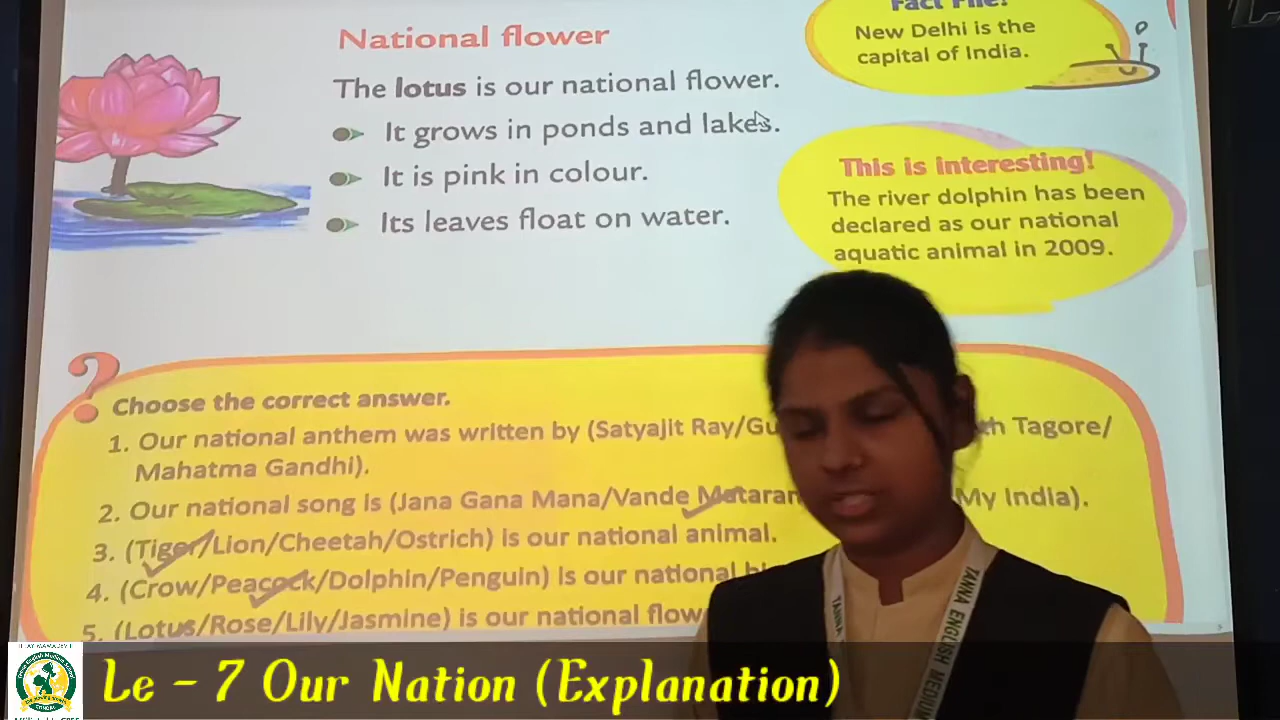 National flower
The lotus is our national flower.
It grows in ponds and lakes.
It is pink in colour.
Its leaves float on water.
Fact File!
New Delhi is the
capital of India.
This is interesting!
The river dolphin has been
declared as our national
aquatic animal in 2009.
?
Choose the correct answer.
1. Our national anthem was written by (Satyajit Ray/Gu Tagore/
Mahatma Gandhi).
2. Our national song is (Jana Gana Mana/Vande Mataram My India).
3. (Tiger/Lion/Cheetah/Ostrich) is our national animal.
4. (Crow/Peacock/Dolphin/Penguin) is our national
5. (Lotus/Rose/Lily/Jasmine) is our national flow
TANNA ENGLISH MEDIUM
TANNA
Le - 7 Our Nation (Explanation)